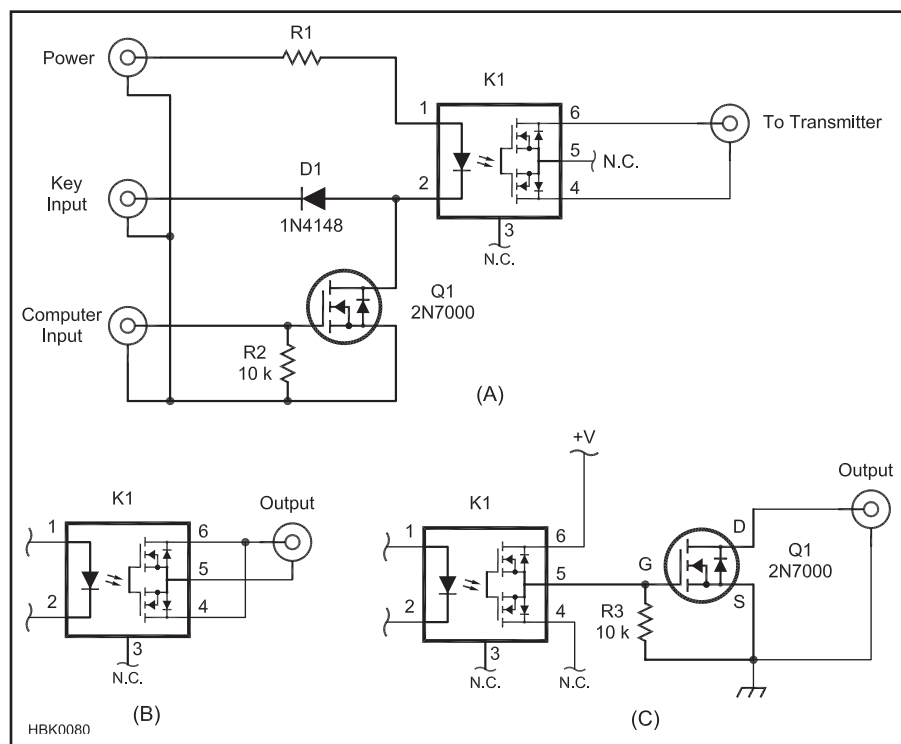 R1
Power
K1
1
6
To Transmitter
5
N.C.
Key
Input
D1
2
4
1N4148
3
N.C.
Q1
2N7000
Computer
Input
R2
10 k
(A)
+V
Output
K1
Output
K1
1
6
5
2
4
3
N.C.
(B)
1
6
D
Q1
2N7000
G
5
S
2
4
R3
10 k
3
N.C.
N.C.
(C)
HBK0080